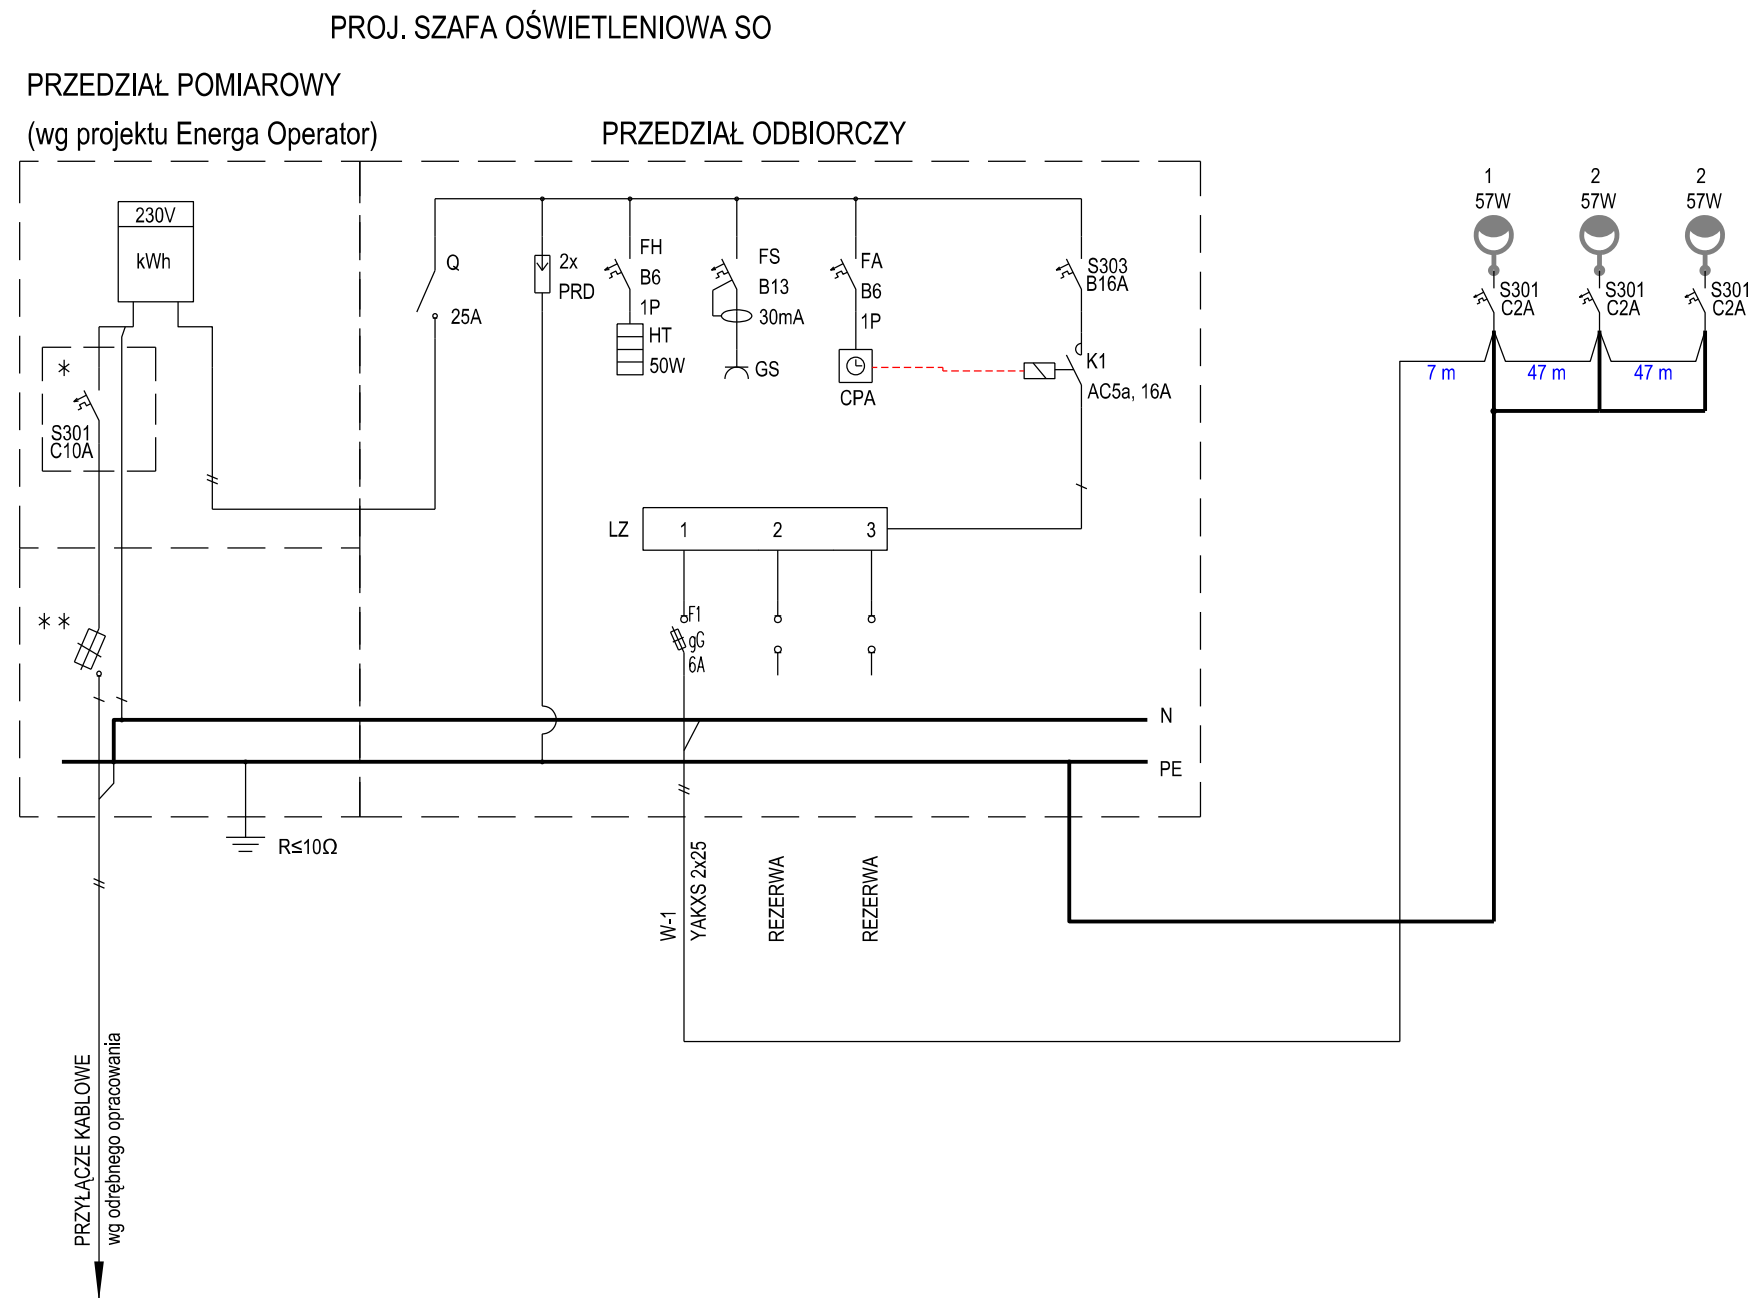 PROJ. SZAFA OŚWIETLENIOWA SO
PRZEDZIAŁ POMIAROWY
(wg projektu Energa Operator)
PRZEDZIAŁ ODBIORCZY
230V
kWh
*
S301
C10A
* *
Q
25A
2x
PRD
FH
B6
1P
HT
50W
FS
B13
30mA
GS
FA
B6
1P
CPA
S303
B16A
K1
AC5a, 16A
LZ
1
2
3
F1
gG
6A
N
PE
R≤10Ω
W-1
YAKXS 2x25
REZERWA
REZERWA
PRZYŁĄCZE KABLOWE
wg odrębnego opracowania
1
57W
S301
C2A
2
57W
S301
C2A
2
57W
S301
C2A
7 m
47 m
47 m